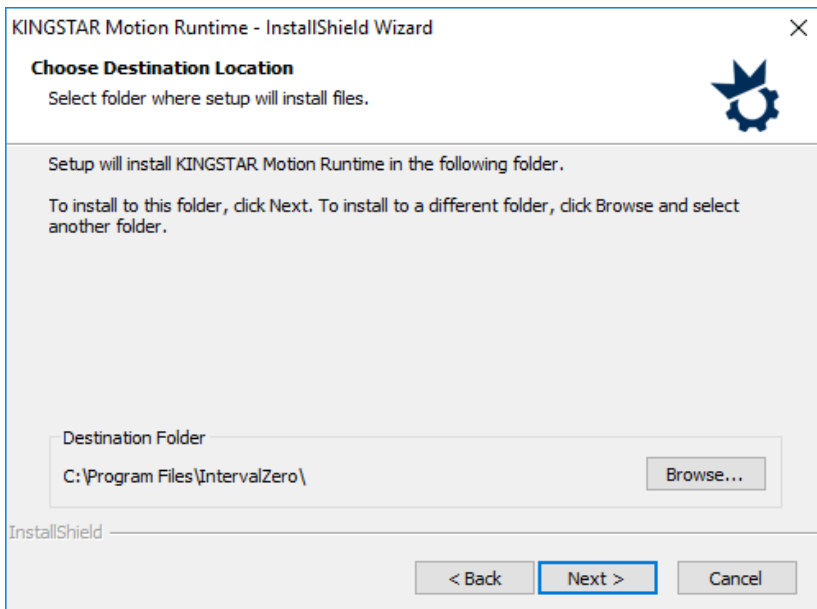 KINGSTAR Motion Runtime - InstallShield Wizard
Choose Destination Location
Select folder where setup will install files.
Setup will install KINGSTAR Motion Runtime in the following folder.
To install to this folder, click Next. To install to a different folder, click Browse and select
another folder.
Destination Folder
C:\Program Files\IntervalZero\
Browse...
InstallShield
< Back
Next >
Cancel